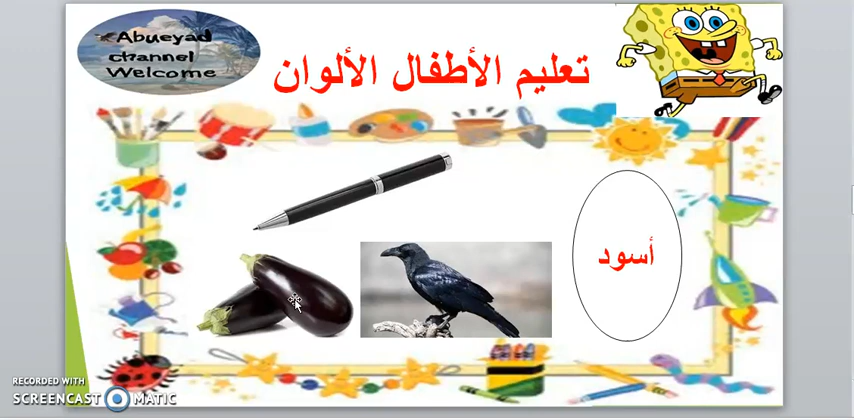 Abueyad
channel
Welcome
تعليم الأطفال الألوان
أسود
RECORDED WITH
SCREENCAST MATIC